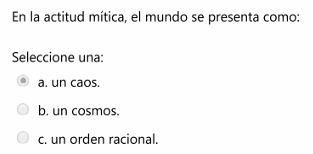 En la actitud mítica, el mundo se presenta como:
Seleccione una:
a. un caos.
b. un cosmos.
c. un orden racional.